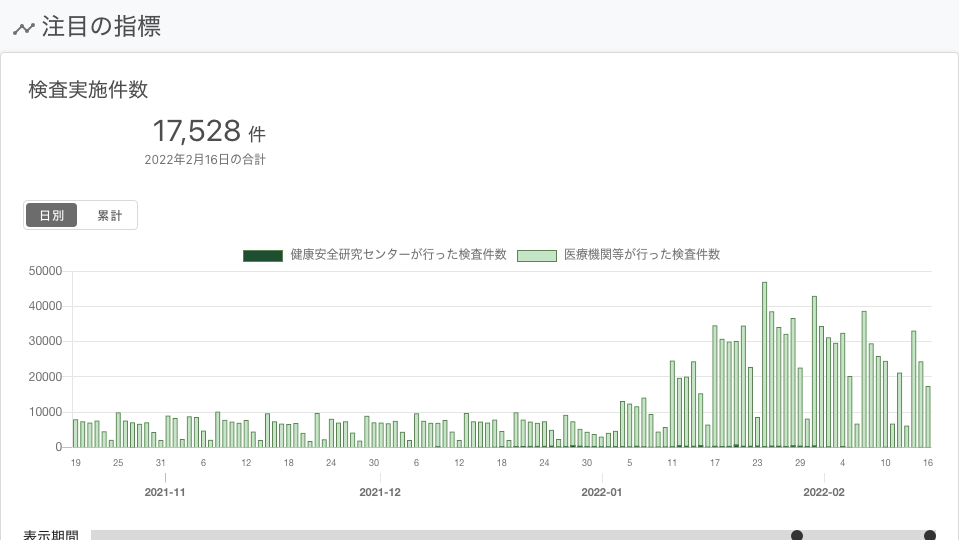 注目の指標
検査実施件数
17,528 件
2022年2月16日の合計
日別 累計
健康安全研究センターが行った検査件数 医療機関等が行った検査件数
50000
40000
30000
20000
10000
0
19 25 31 6 12 18 24 30 6 12 18 24 30 5 11 17 23 29 4 10 16
2021-11 2021-12 2022-01 2022-02
表示期間